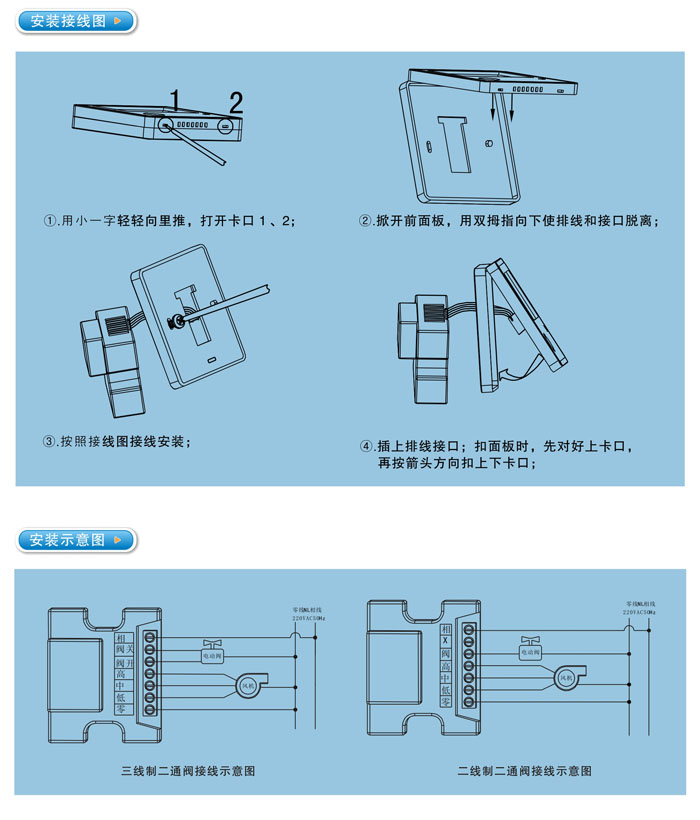 安装接线图
1
2
①.用小一字轻轻向里推，打开卡口 1 、2；
②.掀开前面板，用双拇指向下使排线和接口脱离；
③.按照接线图接线安装；
④.插上排线接口；扣面板时，先对好上卡口，
再按箭头方向扣上下卡口；
安装示意图
零线NL相线
220VAC50Hz
相
阀关
阀开
高
中
低
零
电动阀
风机
三线制二通阀接线示意图
零线NL相线
220VAC50Hz
相
X
阀
高
中
低
零
电动阀
风机
二线制二通阀接线示意图